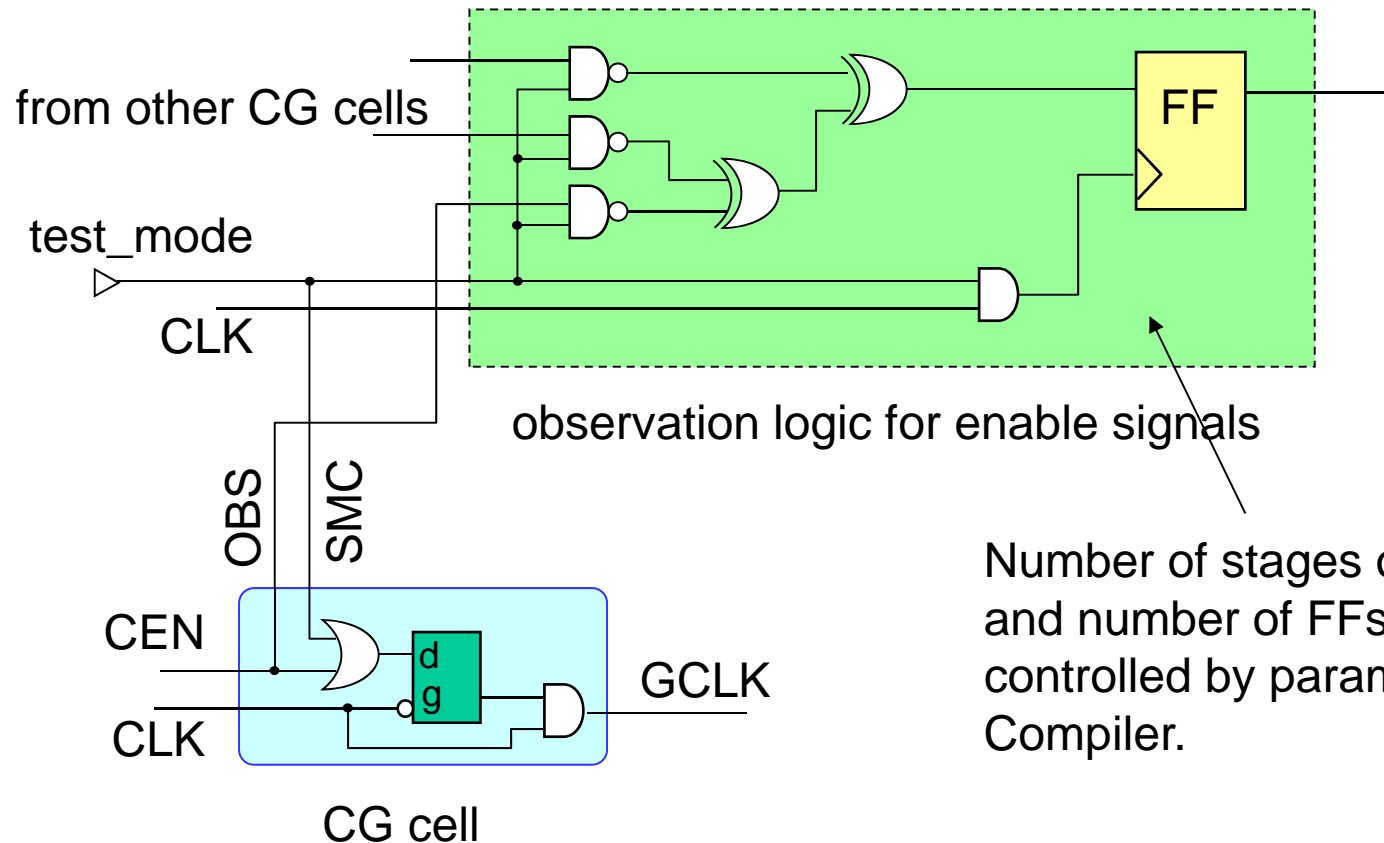 from other CG cells
FF
test_mode
CLK
observation logic for enable signals
OBS
SMC
Number of stages
and number of FFs
controlled by
Compiler.
CEN
d
g
GCLK
CLK
CG cell